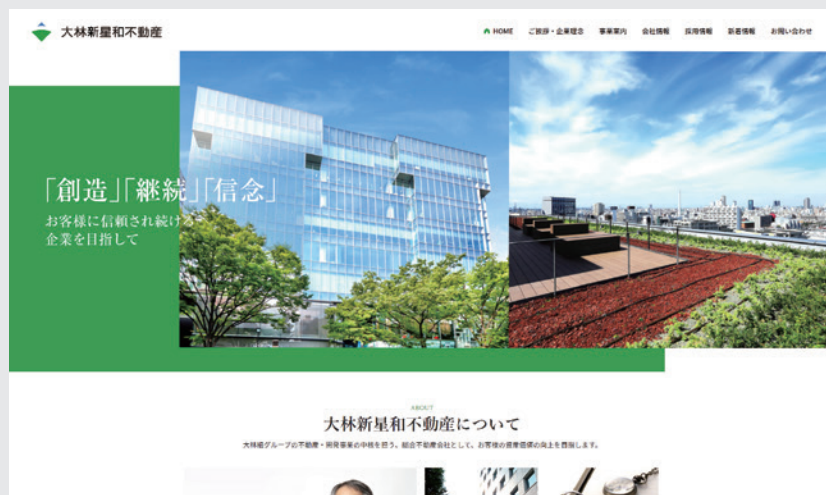 大林新星和不動産
HOME ご挨拶・企業理念 事業案内 会社情報 採用情報 新着情報 お問い合わせ
「創造」「継続」「信念」
お客様に信頼され続ける
企業を目指して
ABOUT
大林新星和不動産について
大林組グループの不動産・開発事業の中核を担う、総合不動産会社として、お客様の資産価値の向上を目指します。